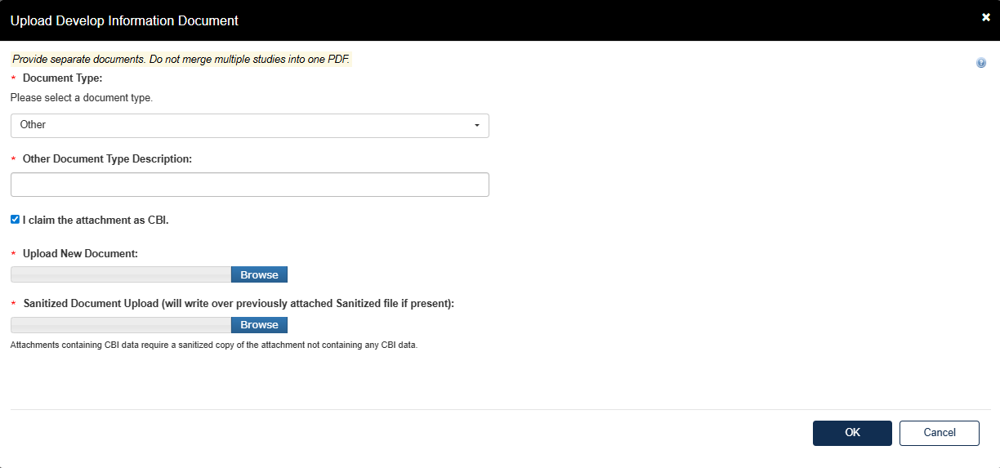 Upload Develop Information Document
Provide separate documents. Do not merge multiple studies into one PDF.
* Document Type:
Please select a document type.
Other
* Other Document Type Description:
I claim the attachment as CBI.
* Upload New Document:
Browse
* Sanitized Document Upload (will write over previously attached Sanitized file if present):
Browse
Attachments containing CBI data require a sanitized copy of the attachment not containing any CBI data.
OK Cancel